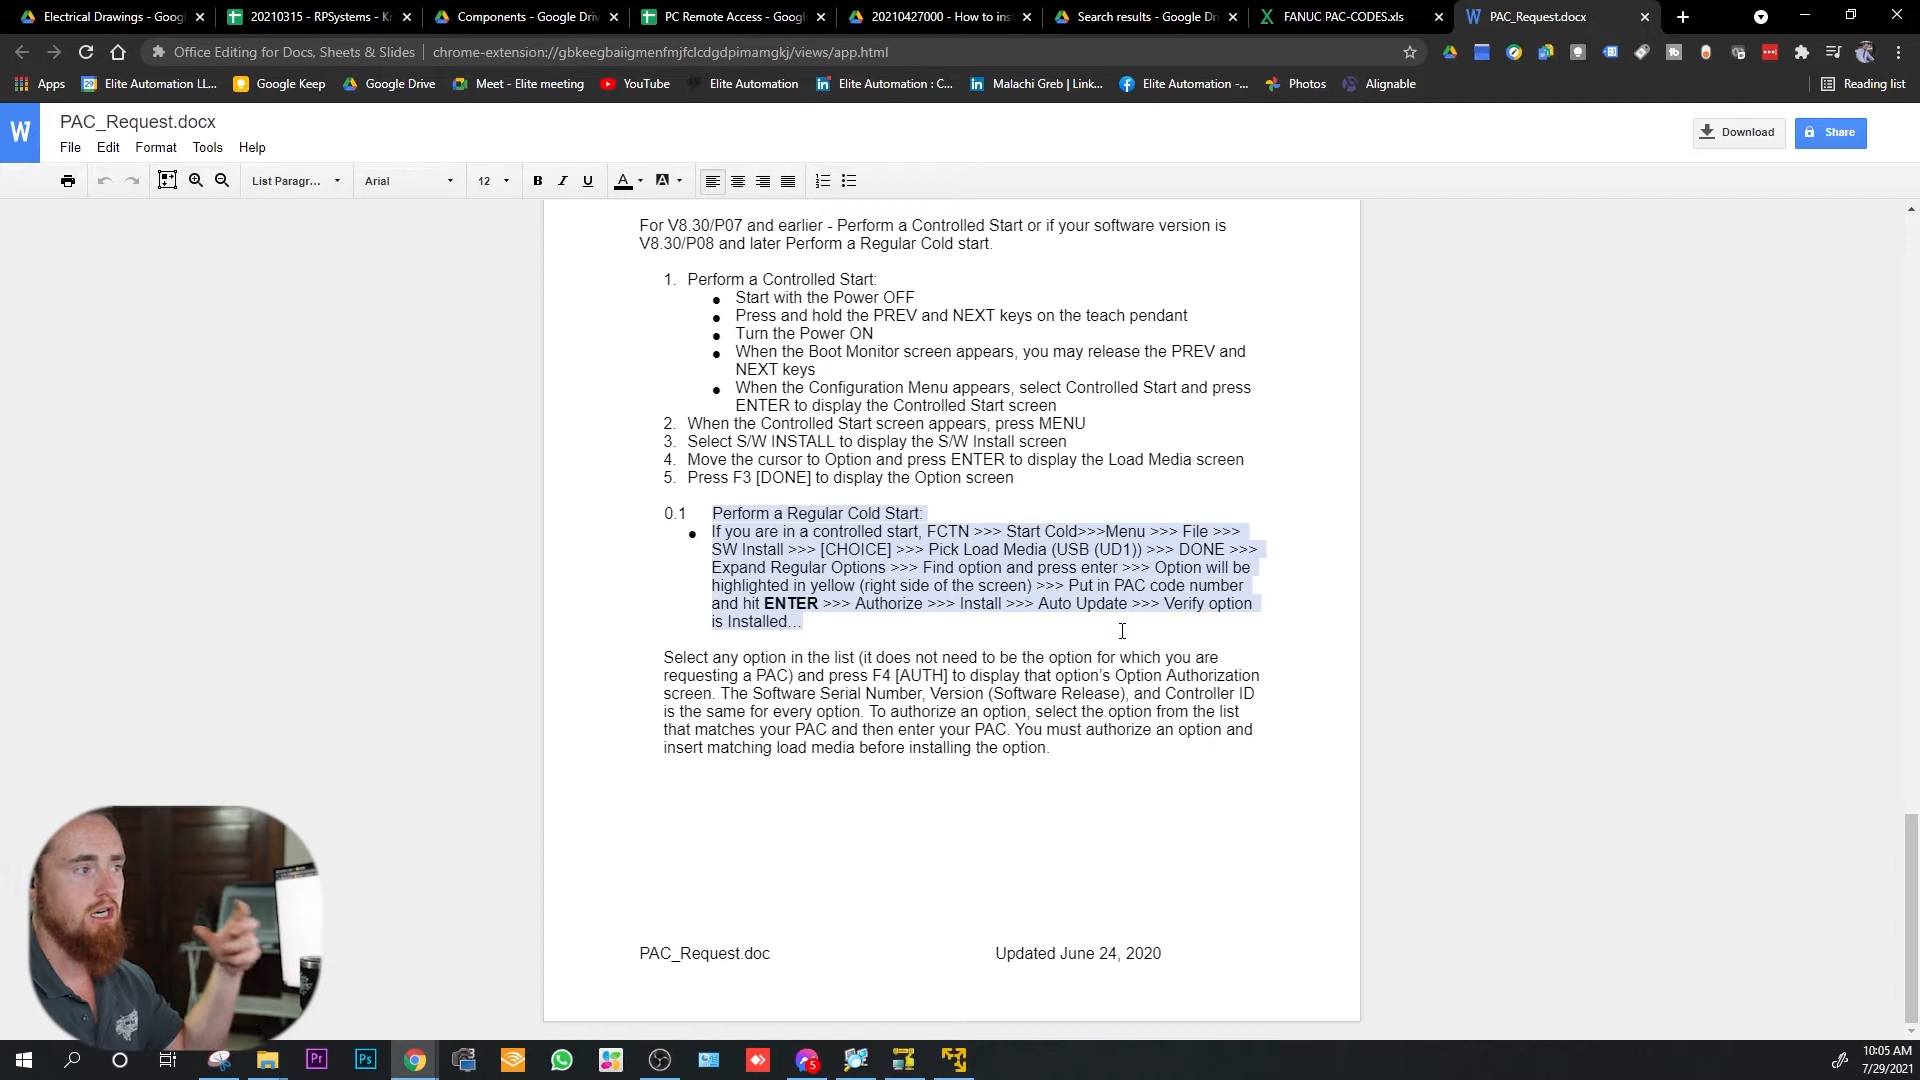 Electrical Drawings - Googl
20210315 - RPSystems - Kr
Components - Google Driv
PC Remote Access - Googl
20210427000 - How to inst
Search results - Google Dri
FANUC PAC-CODES.xls
PAC_Request.docx
Office Editing for Docs, Sheets & Slides
chrome-extension://gbkeegbaiigmenfmjfclcdgdpimamgkj/views/app.html
Apps
Elite Automation LL...
Google Keep
Google Drive
Meet - Elite meeting
YouTube
Elite Automation
Elite Automation : C...
Malachi Greb | Link...
Elite Automation -...
Photos
Alignable
Reading list
W
PAC_Request.docx
File Edit Format Tools Help
Download
Share
List Paragr...
Arial
12
B I U A A
For V8.30/P07 and earlier - Perform a Controlled Start or if your software version is
V8.30/P08 and later Perform a Regular Cold start.
1. Perform a Controlled Start:
● Start with the Power OFF
● Press and hold the PREV and NEXT keys on the teach pendant
● Turn the Power ON
● When the Boot Monitor screen appears, you may release the PREV and
NEXT keys
● When the Configuration Menu appears, select Controlled Start and press
ENTER to display the Controlled Start screen
2. When the Controlled Start screen appears, press MENU
3. Select S/W INSTALL to display the S/W Install screen
4. Move the cursor to Option and press ENTER to display the Load Media screen
5. Press F3 [DONE] to display the Option screen
0.1 Perform a Regular Cold Start:
● If you are in a controlled start, FCTN >>> Start Cold>>>Menu >>> File >>>
SW Install >>> [CHOICE] >>> Pick Load Media (USB (UD1)) >>> DONE >>>
Expand Regular Options >>> Find option and press enter >>> Option will be
highlighted in yellow (right side of the screen) >>> Put in PAC code number
and hit ENTER >>> Authorize >>> Install >>> Auto Update >>> Verify option
is Installed...
Select any option in the list (it does not need to be the option for which you are
requesting a PAC) and press F4 [AUTH] to display that option's Option Authorization
screen. The Software Serial Number, Version (Software Release), and Controller ID
is the same for every option. To authorize an option, select the option from the list
that matches your PAC and then enter your PAC. You must authorize an option and
insert matching load media before installing the option.
PAC_Request.doc
Updated June 24, 2020
Pr
Ps
5
10:05 AM
7/29/2021